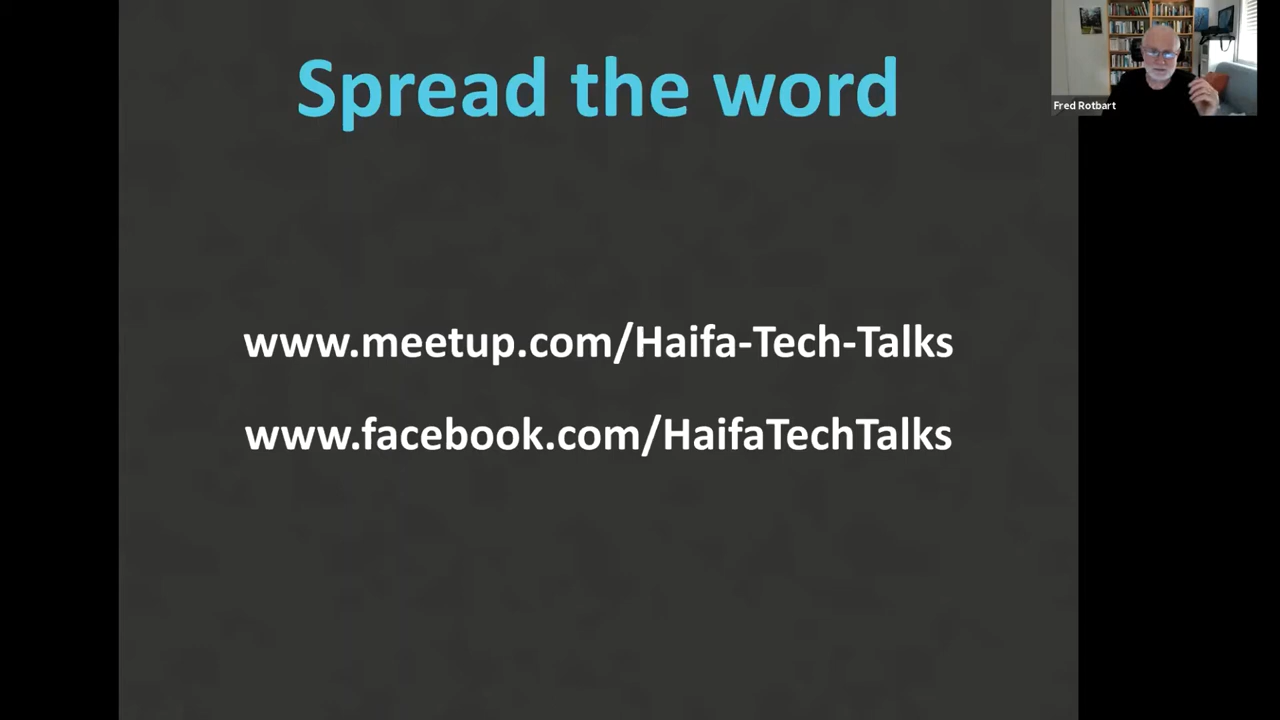 Spread the word
Fred Rotbart
www.meetup.com/Haifa-Tech-Talks
www.facebook.com/HaifaTechTalks